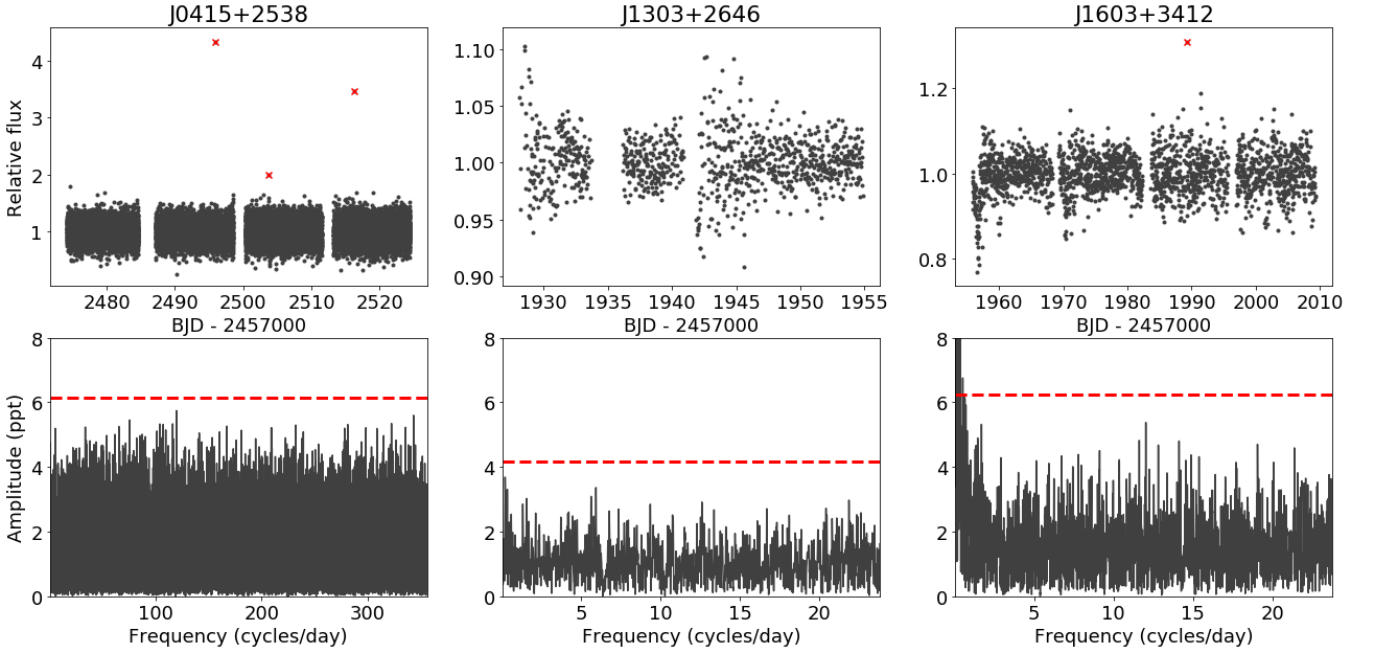 J0415+2538 J1303+2646 J1603+3412
Relative flux
4
3
2
1
2480 2490 2500 2510 2520
BJD - 2457000
1.10
1.05
1.00
0.95
0.90
1930 1935 1940 1945 1950 1955
BJD - 2457000
1.2
1.0
0.8
1960 1970 1980 1990 2000 2010
BJD - 2457000
Amplitude (ppt)
8
6
4
2
0
100 200 300
Frequency (cycles/day)
8
6
4
2
0
5 10 15 20
Frequency (cycles/day)
8
6
4
2
0
5 10 15 20
Frequency (cycles/day)